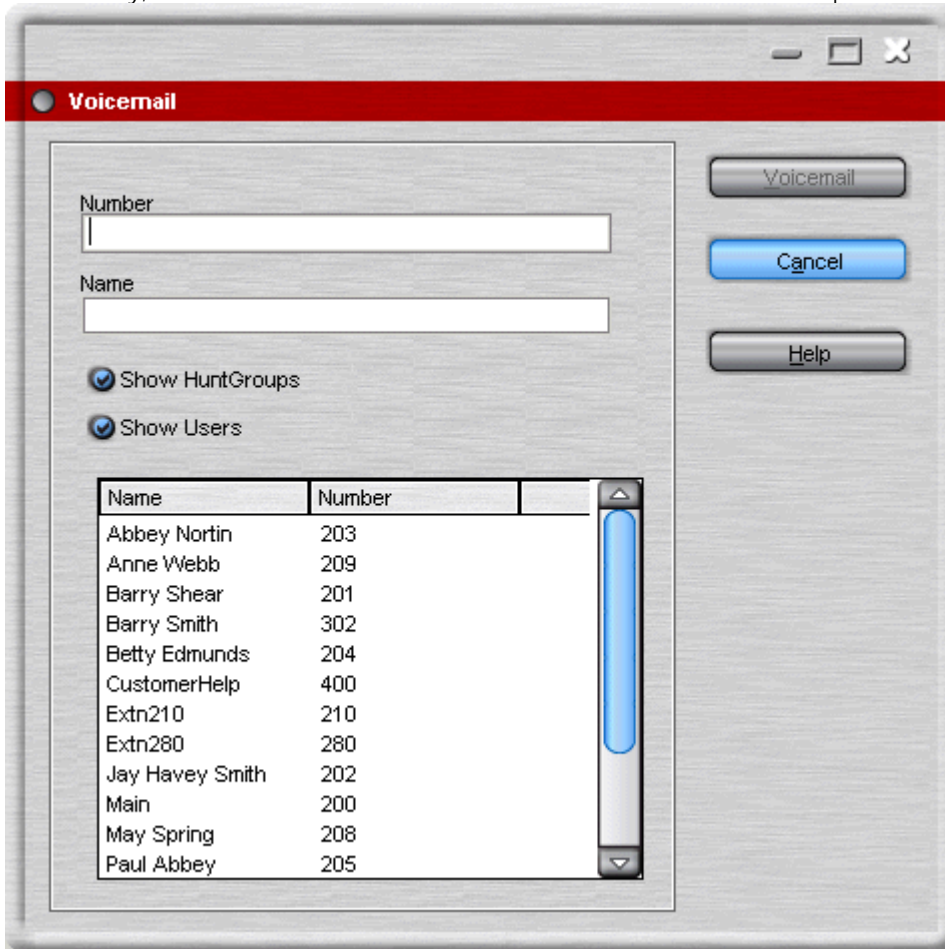 Voicemail
Voicemail
Number
Cancel
Name
Help
Show HuntGroups
Show Users
Name Number
Abbey Nortin 203
Anne Webb 209
Barry Shear 201
Barry Smith 302
Betty Edmunds 204
CustomerHelp 400
Extn210 210
Extn280 280
Jay Havey Smith 202
Main 200
May Spring 208
Paul Abbey 205